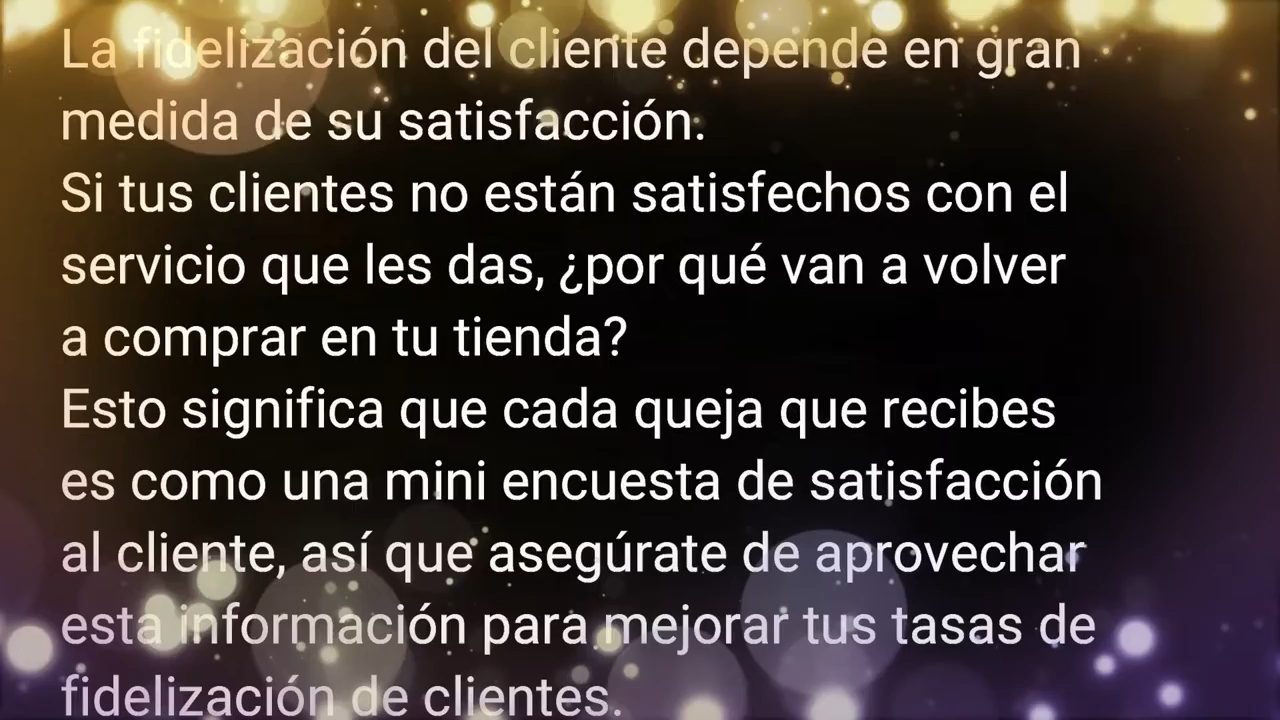 La fidelización del cliente depende en gran
medida de su satisfacción.
Si tus clientes no están satisfechos con el
servicio que les das, ¿por qué van a volver
a comprar en tu tienda?
Esto significa que cada queja que recibes
es como una mini encuesta de satisfacción
al cliente, así que asegúrate de aprovechar
esta información para mejorar tus tasas de
fidelización de clientes.